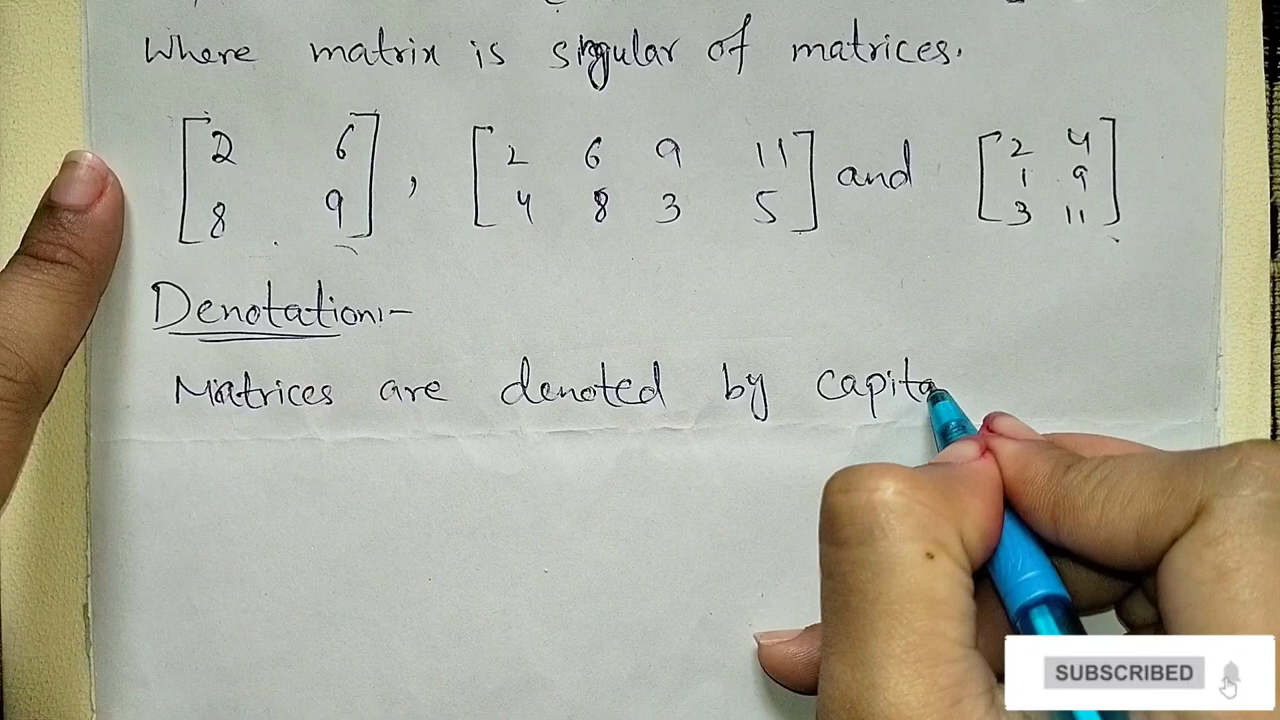 Where matrix is singular of matrices.
[2 6], [2 6 9 11] and [2 4]
[8 9] [4 8 3 5] [1 9]
[3 11]
Denotation:-
Matrices are denoted by capita
SUBSCRIBED